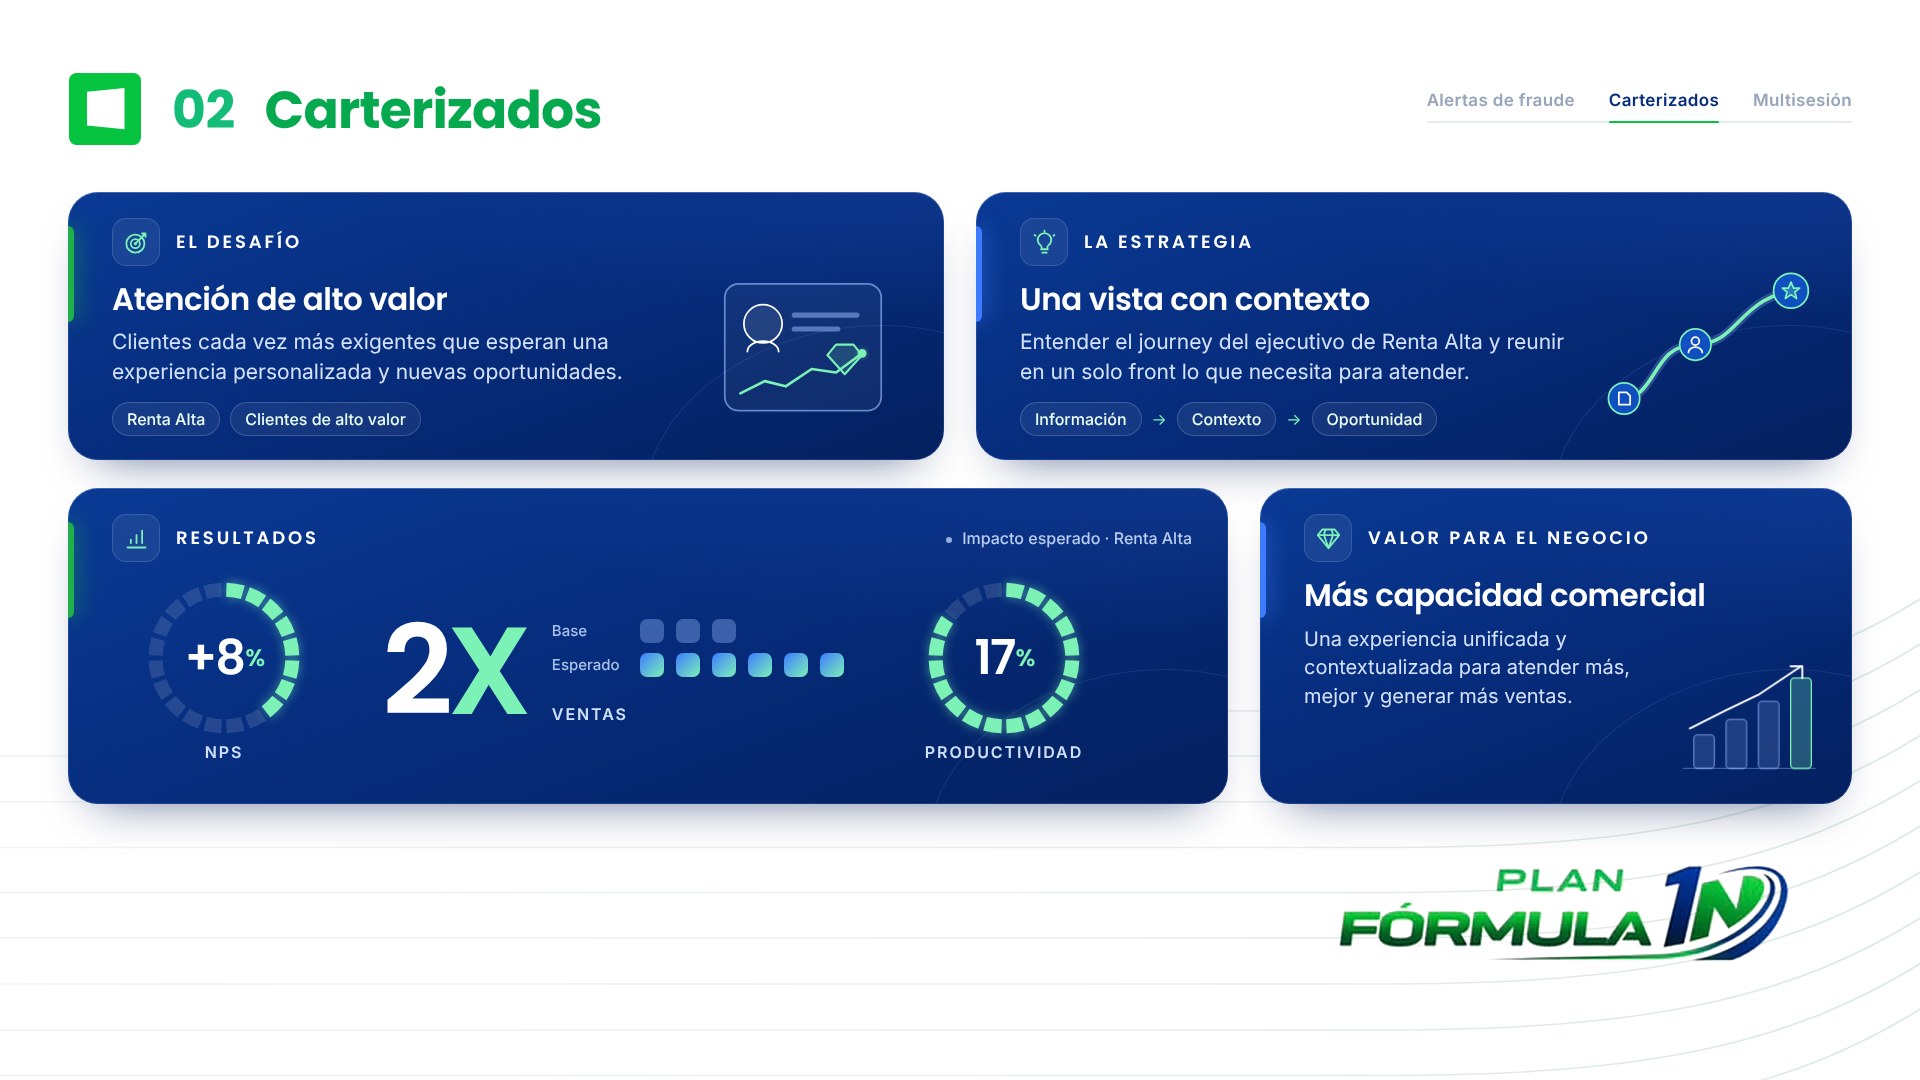 02 Carterizados
Alertas de fraude
Carterizados
Multisesión
EL DESAFÍO
Atención de alto valor
Clientes cada vez más exigentes que esperan una
experiencia personalizada y nuevas oportunidades.
Renta Alta
Clientes de alto valor
LA ESTRATEGIA
Una vista con contexto
Entender el journey del ejecutivo de Renta Alta y reunir
en un solo front lo que necesita para atender.
Información → Contexto → Oportunidad
RESULTADOS
• Impacto esperado · Renta Alta
+8%
NPS
2X
Base
Esperado
VENTAS
17%
PRODUCTIVIDAD
VALOR PARA EL NEGOCIO
Más capacidad comercial
Una experiencia unificada y
contextualizada para atender más,
mejor y generar más ventas.
PLAN
FÓRMULA 1N